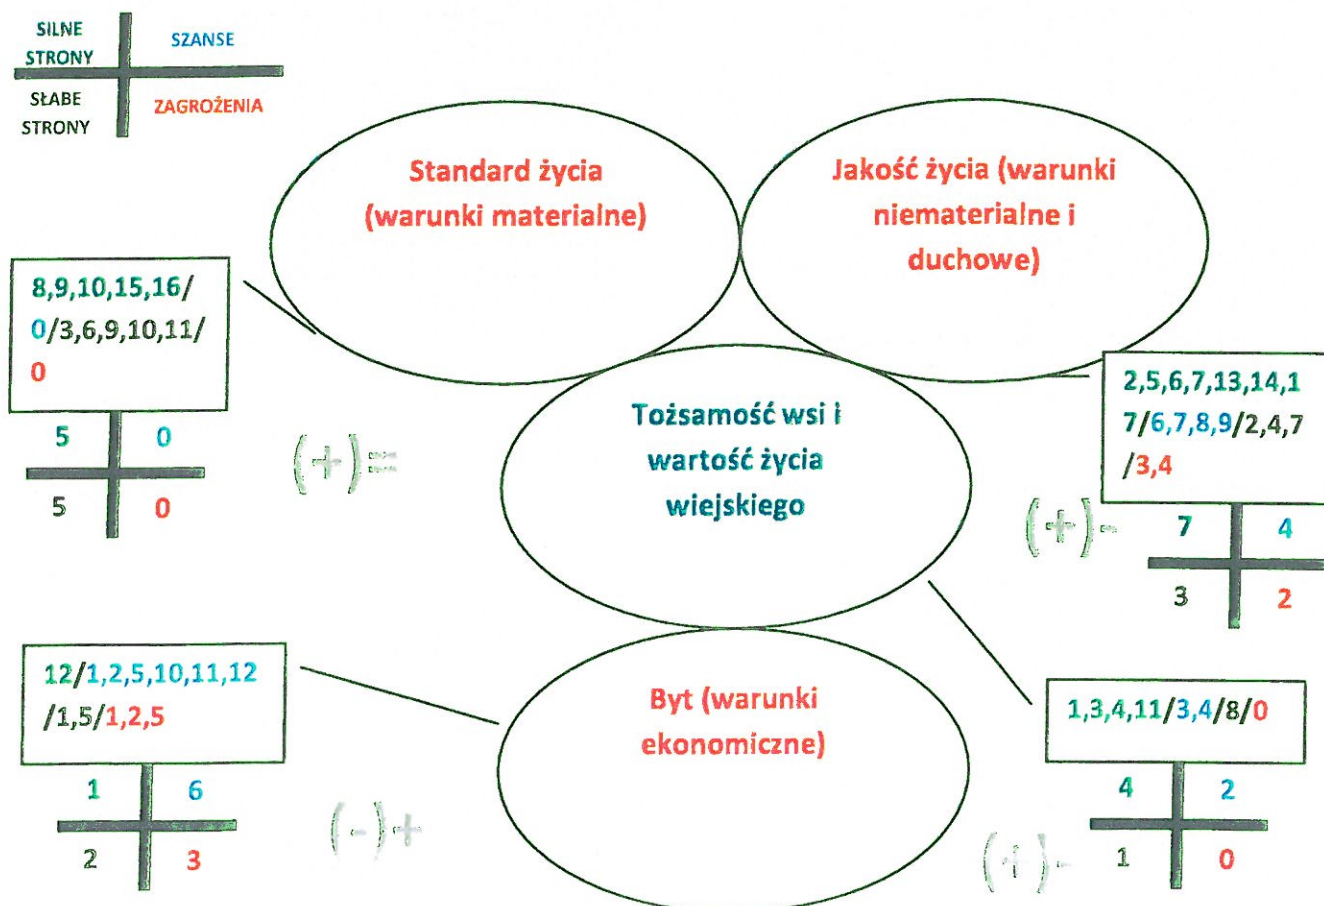 SILNE
STRONY
SZANSE
SŁABE
STRONY
ZAGROŻENIA
Standard życia
(warunki materialne)
Jakość życia (warunki
niematerialne i
duchowe)
8,9,10,15,16/
0/3,6,9,10,11/
0
5 0
5 0
(+)=
Tożsamość wsi i
wartość życia
wiejskiego
2,5,6,7,13,14,1
7/6,7,8,9/2,4,7
/3,4
7 4
3 2
(+)-
12/1,2,5,10,11,12
/1,5/1,2,5
1 6
2 3
(-)+
Byt (warunki
ekonomiczne)
1,3,4,11/3,4/8/0
4 2
1 0
(+)-